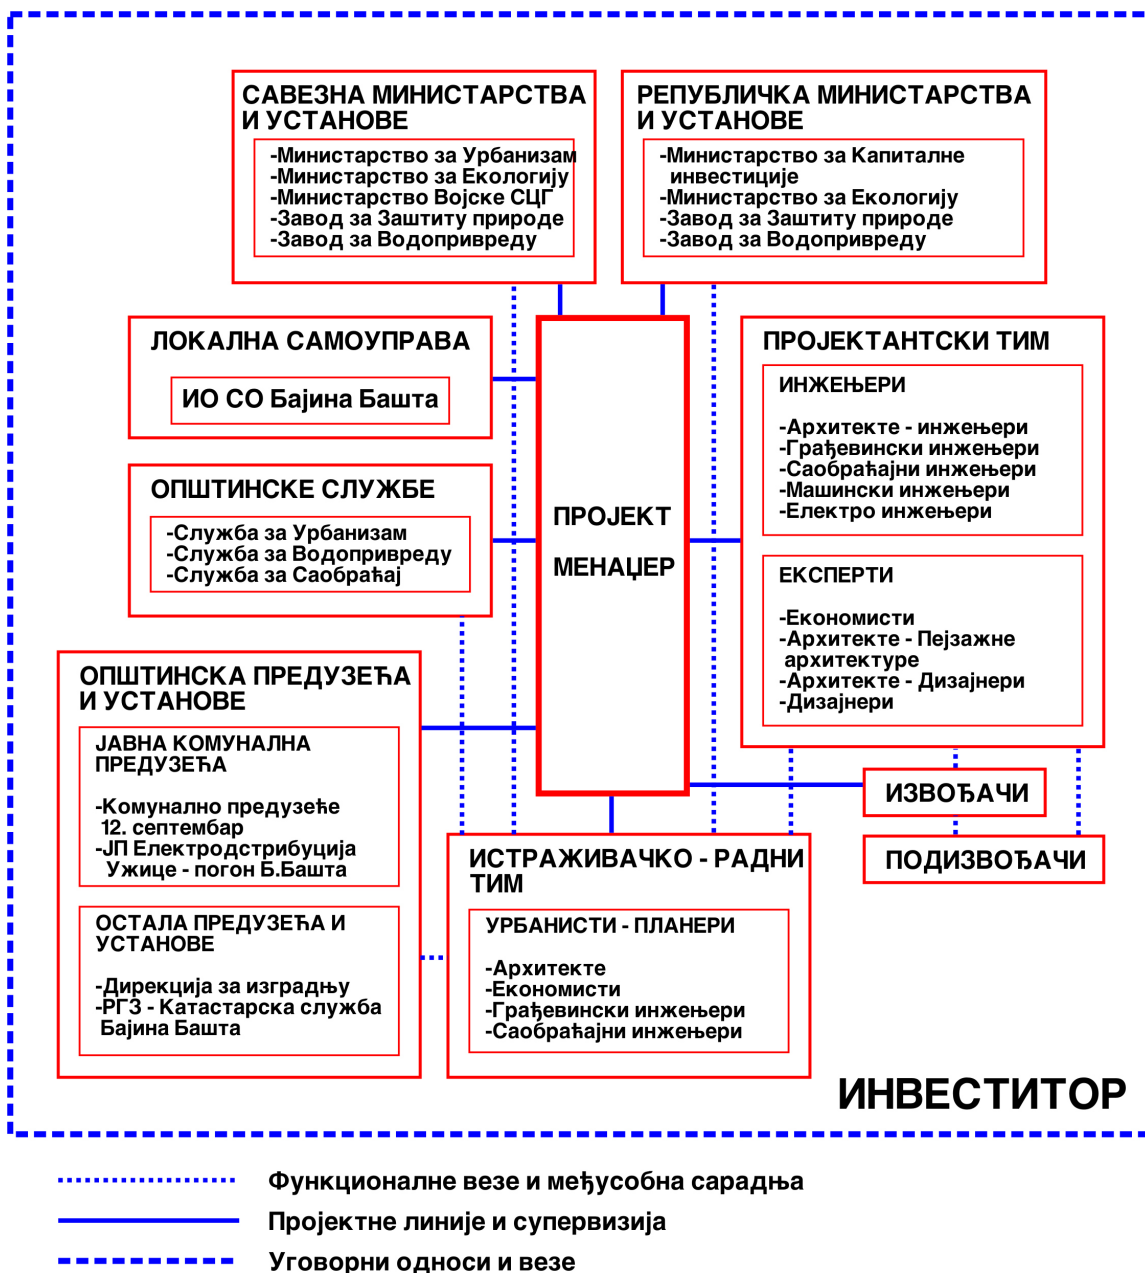 САВЕЗНА МИНИСТАРСТВА
И УСТАНОВЕ
-Министарство за Урбанизам
-Министарство за Екологију
-Министарство Војске СЦГ
-Завод за Заштиту природе
-Завод за Водопривреду
РЕПУБЛИЧКА МИНИСТАРСТВА
И УСТАНОВЕ
-Министарство за Капиталне
инвестиције
-Министарство за Екологију
-Завод за Заштиту природе
-Завод за Водопривреду
ЛОКАЛНА САМОУПРАВА
ИО СО Бајина Башта
ОПШТИНСКЕ СЛУЖБЕ
-Служба за Урбанизам
-Служба за Водопривреду
-Служба за Саобраћај
ПРОЈЕКТ
МЕНАЏЕР
ПРОЈЕКТАНТСКИ ТИМ
ИНЖЕЊЕРИ
-Архитекте - инжењери
-Грађевински инжењери
-Саобраћајни инжењери
-Машински инжењери
-Електро инжењери
ЕКСПЕРТИ
-Економисти
-Архитекте - Пејзажне
архитектуре
-Архитекте - Дизајнери
-Дизајнери
ОПШТИНСКА ПРЕДУЗЕЋА
И УСТАНОВЕ
ЈАВНА КОМУНАЛНА
ПРЕДУЗЕЋА
-Комунално предузеће
12. септембар
-ЈП Електродстрибуција
Ужице - погон Б.Башта
ОСТАЛА ПРЕДУЗЕЋА И
УСТАНОВЕ
-Дирекција за изградњу
-РГЗ - Катастарска служба
Бајина Башта
ИСТРАЖИВАЧКО - РАДНИ
ТИМ
УРБАНИСТИ - ПЛАНЕРИ
-Архитекте
-Економисти
-Грађевински инжењери
-Саобраћајни инжењери
ИЗВОЂАЧИ
ПОДИЗВОЂАЧИ
ИНВЕСТИТОР
Функционалне везе и међусобна сарадња
Пројектне линије и супервизија
Уговорни односи и везе